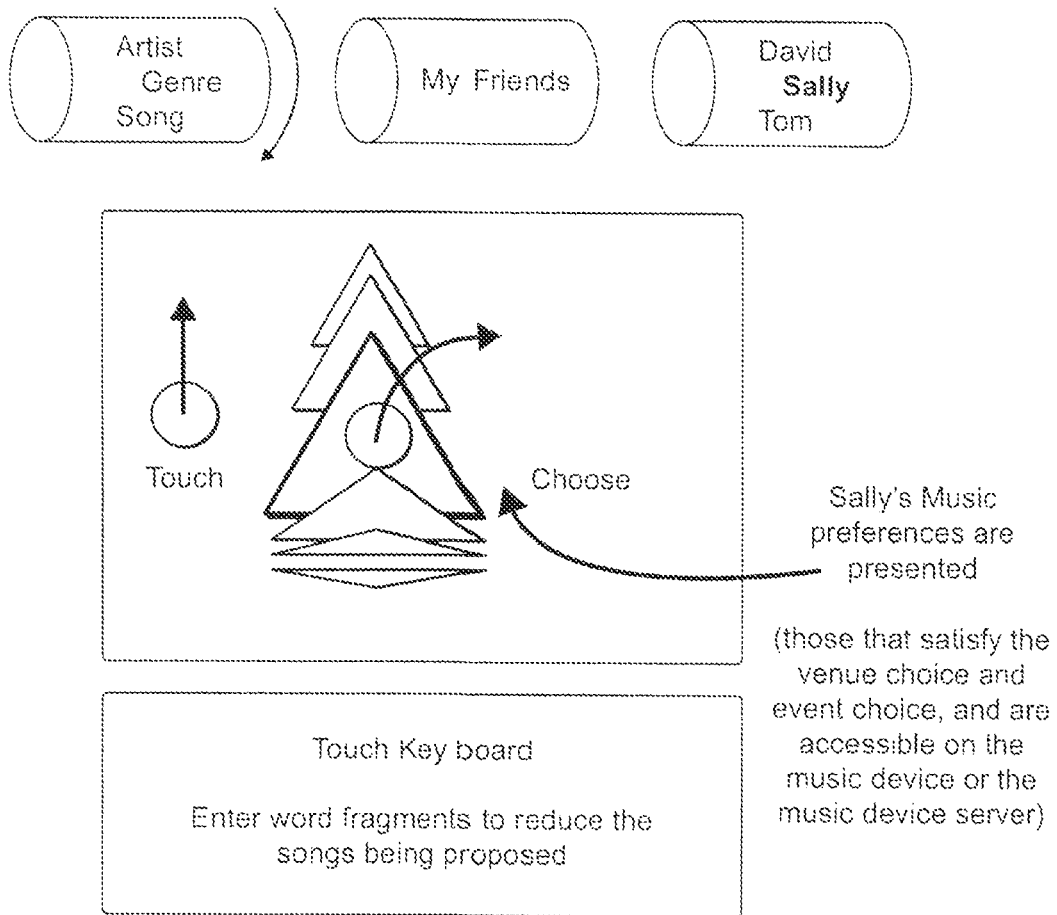 Artist
Genre
Song
My Friends
David
Sally
Tom
Touch
Choose
Sally's Music
preferences are
presented
(those that satisfy the
venue choice and
event choice, and are
accessible on the
music device or the
music device server)
Touch Key board
Enter word fragments to reduce the
songs being proposed